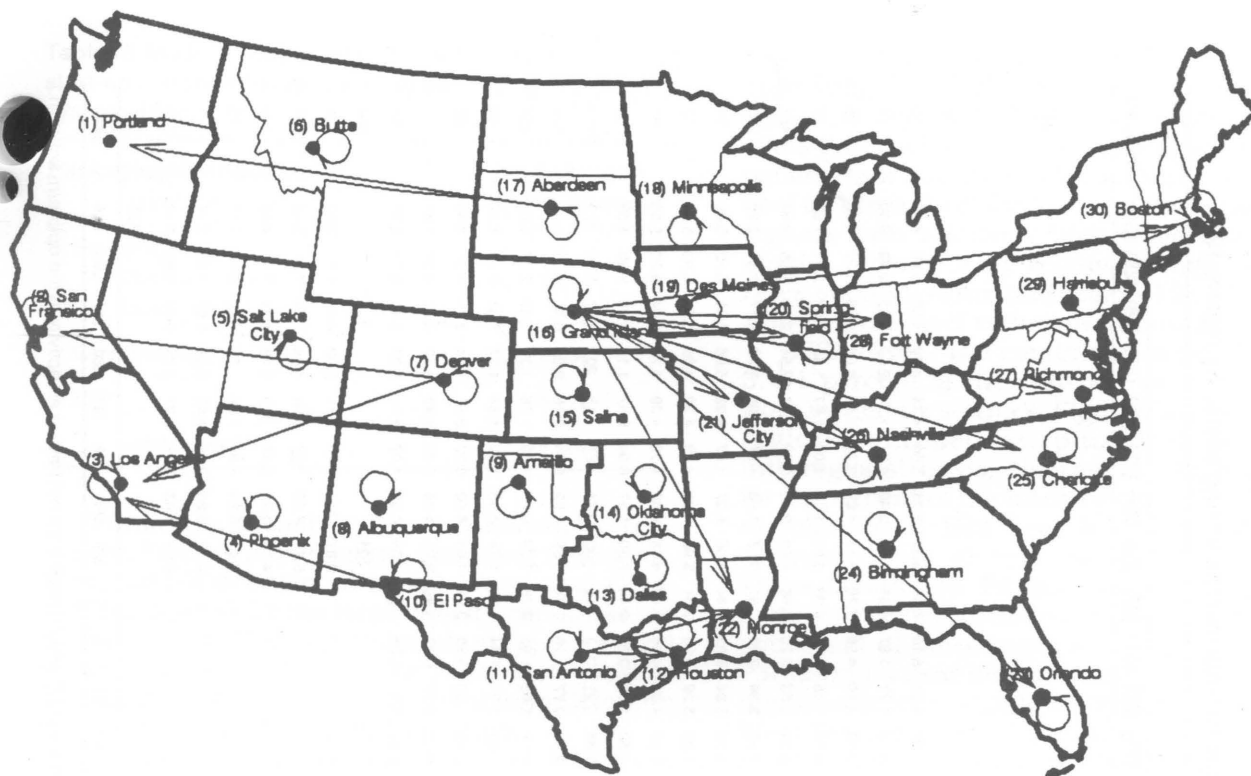 (1) Portland
(6) Butte
(17) Aberdeen
(18) Minneapolis
(30) Boston
(2) San
Fransico
(5) Salt Lake
City
(16) Grand Island
(19) Des Moines
(20) Spring-
field
(29) Harrisburg
(28) Fort Wayne
(7) Denver
(15) Salina
(21) Jefferson
City
(27) Richmond
(26) Nashville
(3) Los Angeles
(9) Amarillo
(4) Phoenix
(8) Albuquerque
(14) Oklahoma
City
(25) Charlotte
(10) El Paso
(13) Dallas
(24) Birmingham
(22) Monroe
(11) San Antonio
(12) Houston
(23) Orlando